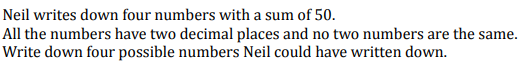 Neil writes down four numbers with a sum of 50.
All the numbers have two decimal places and no two numbers are the same.
Write down four possible numbers Neil could have written down.